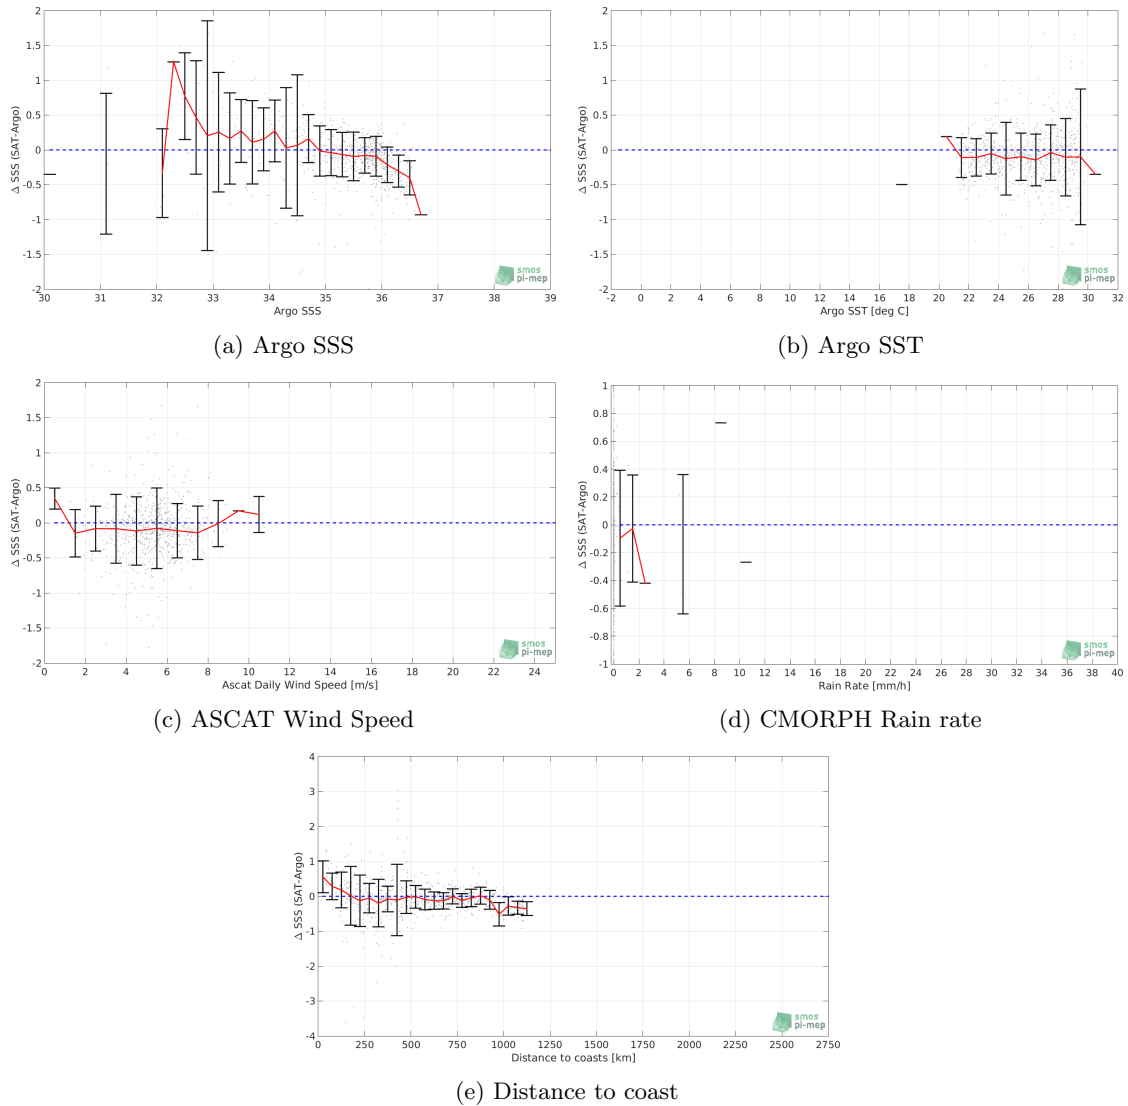 2
1.5
1
0.5
0
-0.5
-1
-1.5
-2
Δ SSS (SAT-Argo)
30 31 32 33 34 35 36 37 38 39
Argo SSS
smos
pi-mep
(a) Argo SSS
2
1.5
1
0.5
0
-0.5
-1
-1.5
-2
Δ SSS (SAT-Argo)
-2 0 2 4 6 8 10 12 14 16 18 20 22 24 26 28 30 32
Argo SST [deg C]
smos
pi-mep
(b) Argo SST
2
1.5
1
0.5
0
-0.5
-1
-1.5
-2
Δ SSS (SAT-Argo)
0 2 4 6 8 10 12 14 16 18 20 22 24
Ascat Daily Wind Speed [m/s]
smos
pi-mep
(c) ASCAT Wind Speed
1
0.8
0.6
0.4
0.2
0
-0.2
-0.4
-0.6
-0.8
-1
Δ SSS (SAT-Argo)
0 2 4 6 8 10 12 14 16 18 20 22 24 26 28 30 32 34 36 38 40
Rain Rate [mm/h]
smos
pi-mep
(d) CMORPH Rain rate
4
3
2
1
0
-1
-2
-3
-4
Δ SSS (SAT-Argo)
0 250 500 750 1000 1250 1500 1750 2000 2250 2500 2750
Distance to coasts [km]
smos
pi-mep
(e) Distance to coast